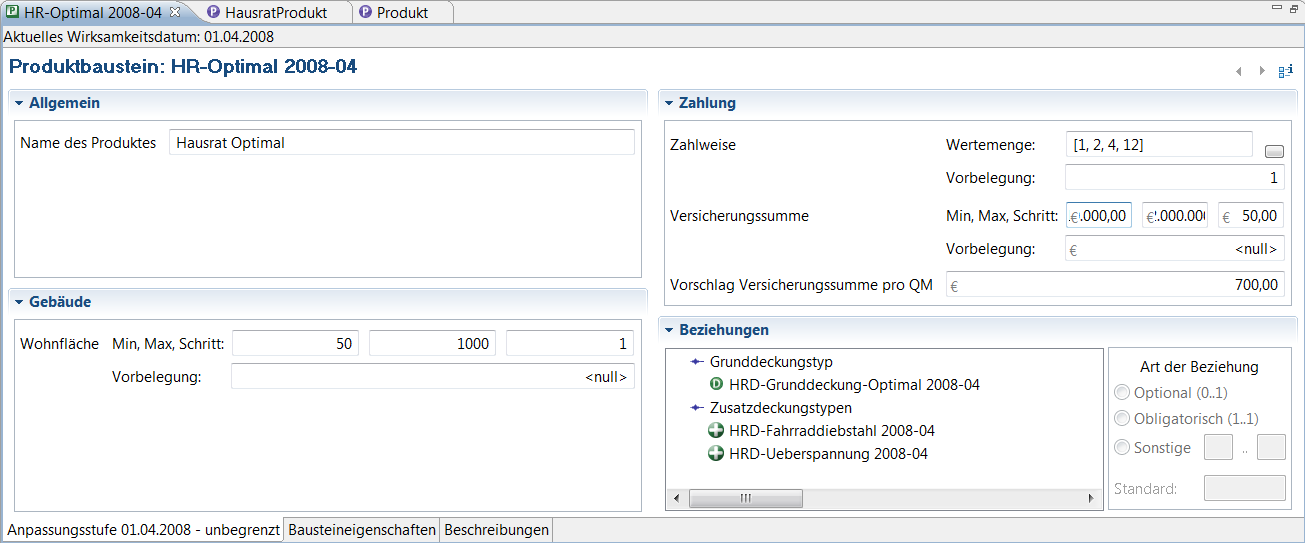 HR-Optimal 2008-04 HausratProdukt Produkt
Aktuelles Wirksamkeitsdatum: 01.04.2008
Produktbaustein: HR-Optimal 2008-04
Allgemein
Name des Produktes Hausrat Optimal
Gebäude
Wohnfläche Min, Max, Schritt: 50 1000 1
Vorbelegung: <null>
Zahlung
Zahlweise Wertemenge: [1, 2, 4, 12]
Vorbelegung: 1
Versicherungssumme Min, Max, Schritt: € .000,00 € .000.00 € 50,00
Vorbelegung: € <null>
Vorschlag Versicherungssumme pro QM € 700,00
Beziehungen
Grunddeckungstyp
HRD-Grunddeckung-Optimal 2008-04
Zusatzdeckungstypen
HRD-Fahrraddiebstahl 2008-04
HRD-Ueberspannung 2008-04
Art der Beziehung
Optional (0..1)
Obligatorisch (1..1)
Sonstige ..
Standard:
Anpassungsstufe 01.04.2008 - unbegrenzt Bausteineigenschaften Beschreibungen